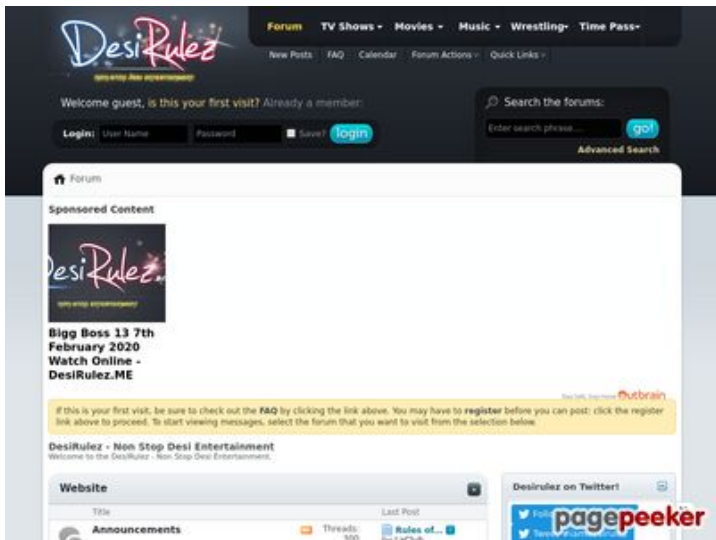 DesiRulez
Forum TV Shows Movies Music Wrestling Time Pass
New Posts FAQ Calendar Forum Actions Quick Links
Welcome guest, is this your first visit? Already a member:
Search the forums:
Login: User Name Password Save? login
Enter search phrase... go!
Advanced Search
Forum
Sponsored Content
DesiRulez
Bigg Boss 13 7th
February 2020
Watch Online -
DesiRulez.ME
Outbrain
If this is your first visit, be sure to check out the FAQ by clicking the link above. You may have to register before you can post: click the register
link above to proceed. To start viewing messages, select the forum that you want to visit from the selection below.
DesiRulez - Non Stop Desi Entertainment
Welcome to the DesiRulez - Non Stop Desi Entertainment.
Website
Desirulez on Twitter!
Title Last Post
Announcements
Threads:
Rules of...
pagepeeker